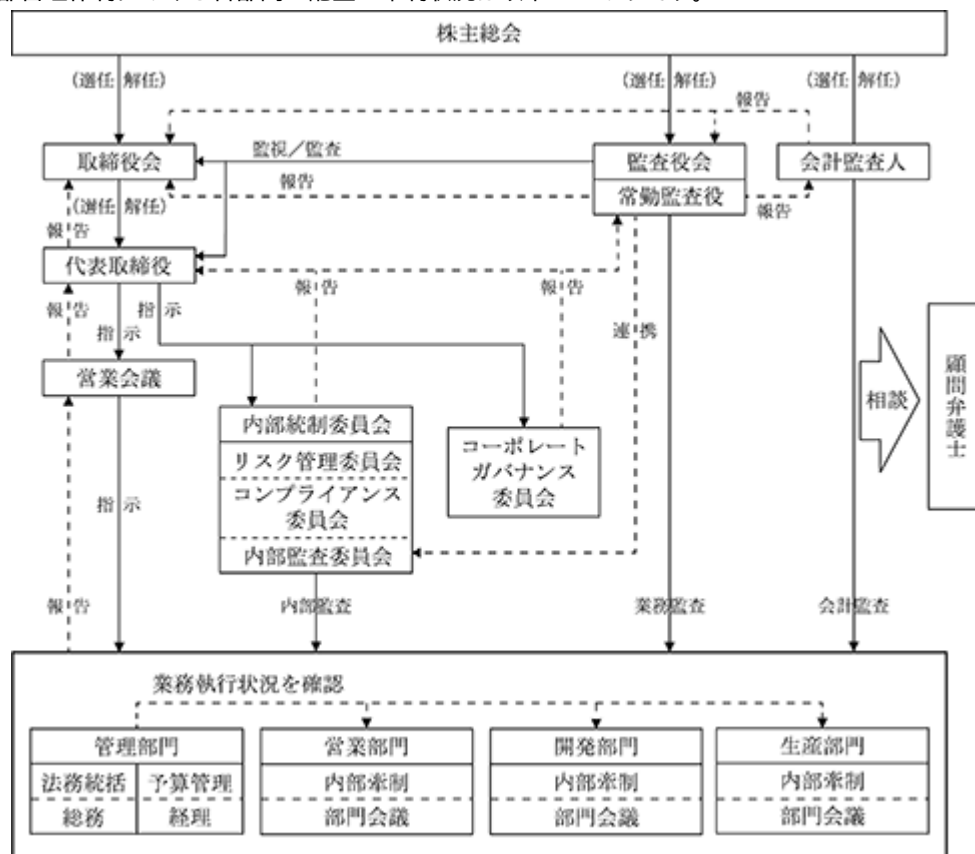 株主総会
(選任 解任)
(選任 解任)
(選任 解任)
報告
取締役会
監視／監査
監査役会
会計監査人
報告
常勤監査役
報告
(選任 解任)
報告
代表取締役
報告
指示
報告
報告
指示
連携
営業会議
相談
顧問弁護士
内部統制委員会
リスク管理委員会
コンプライアンス
委員会
内部監査委員会
コーポレート
ガバナンス
委員会
指示
報告
内部監査
業務監査
会計監査
業務執行状況を確認
管理部門
営業部門
開発部門
生産部門
法務統括
予算管理
内部牽制
内部牽制
内部牽制
総務
経理
部門会議
部門会議
部門会議